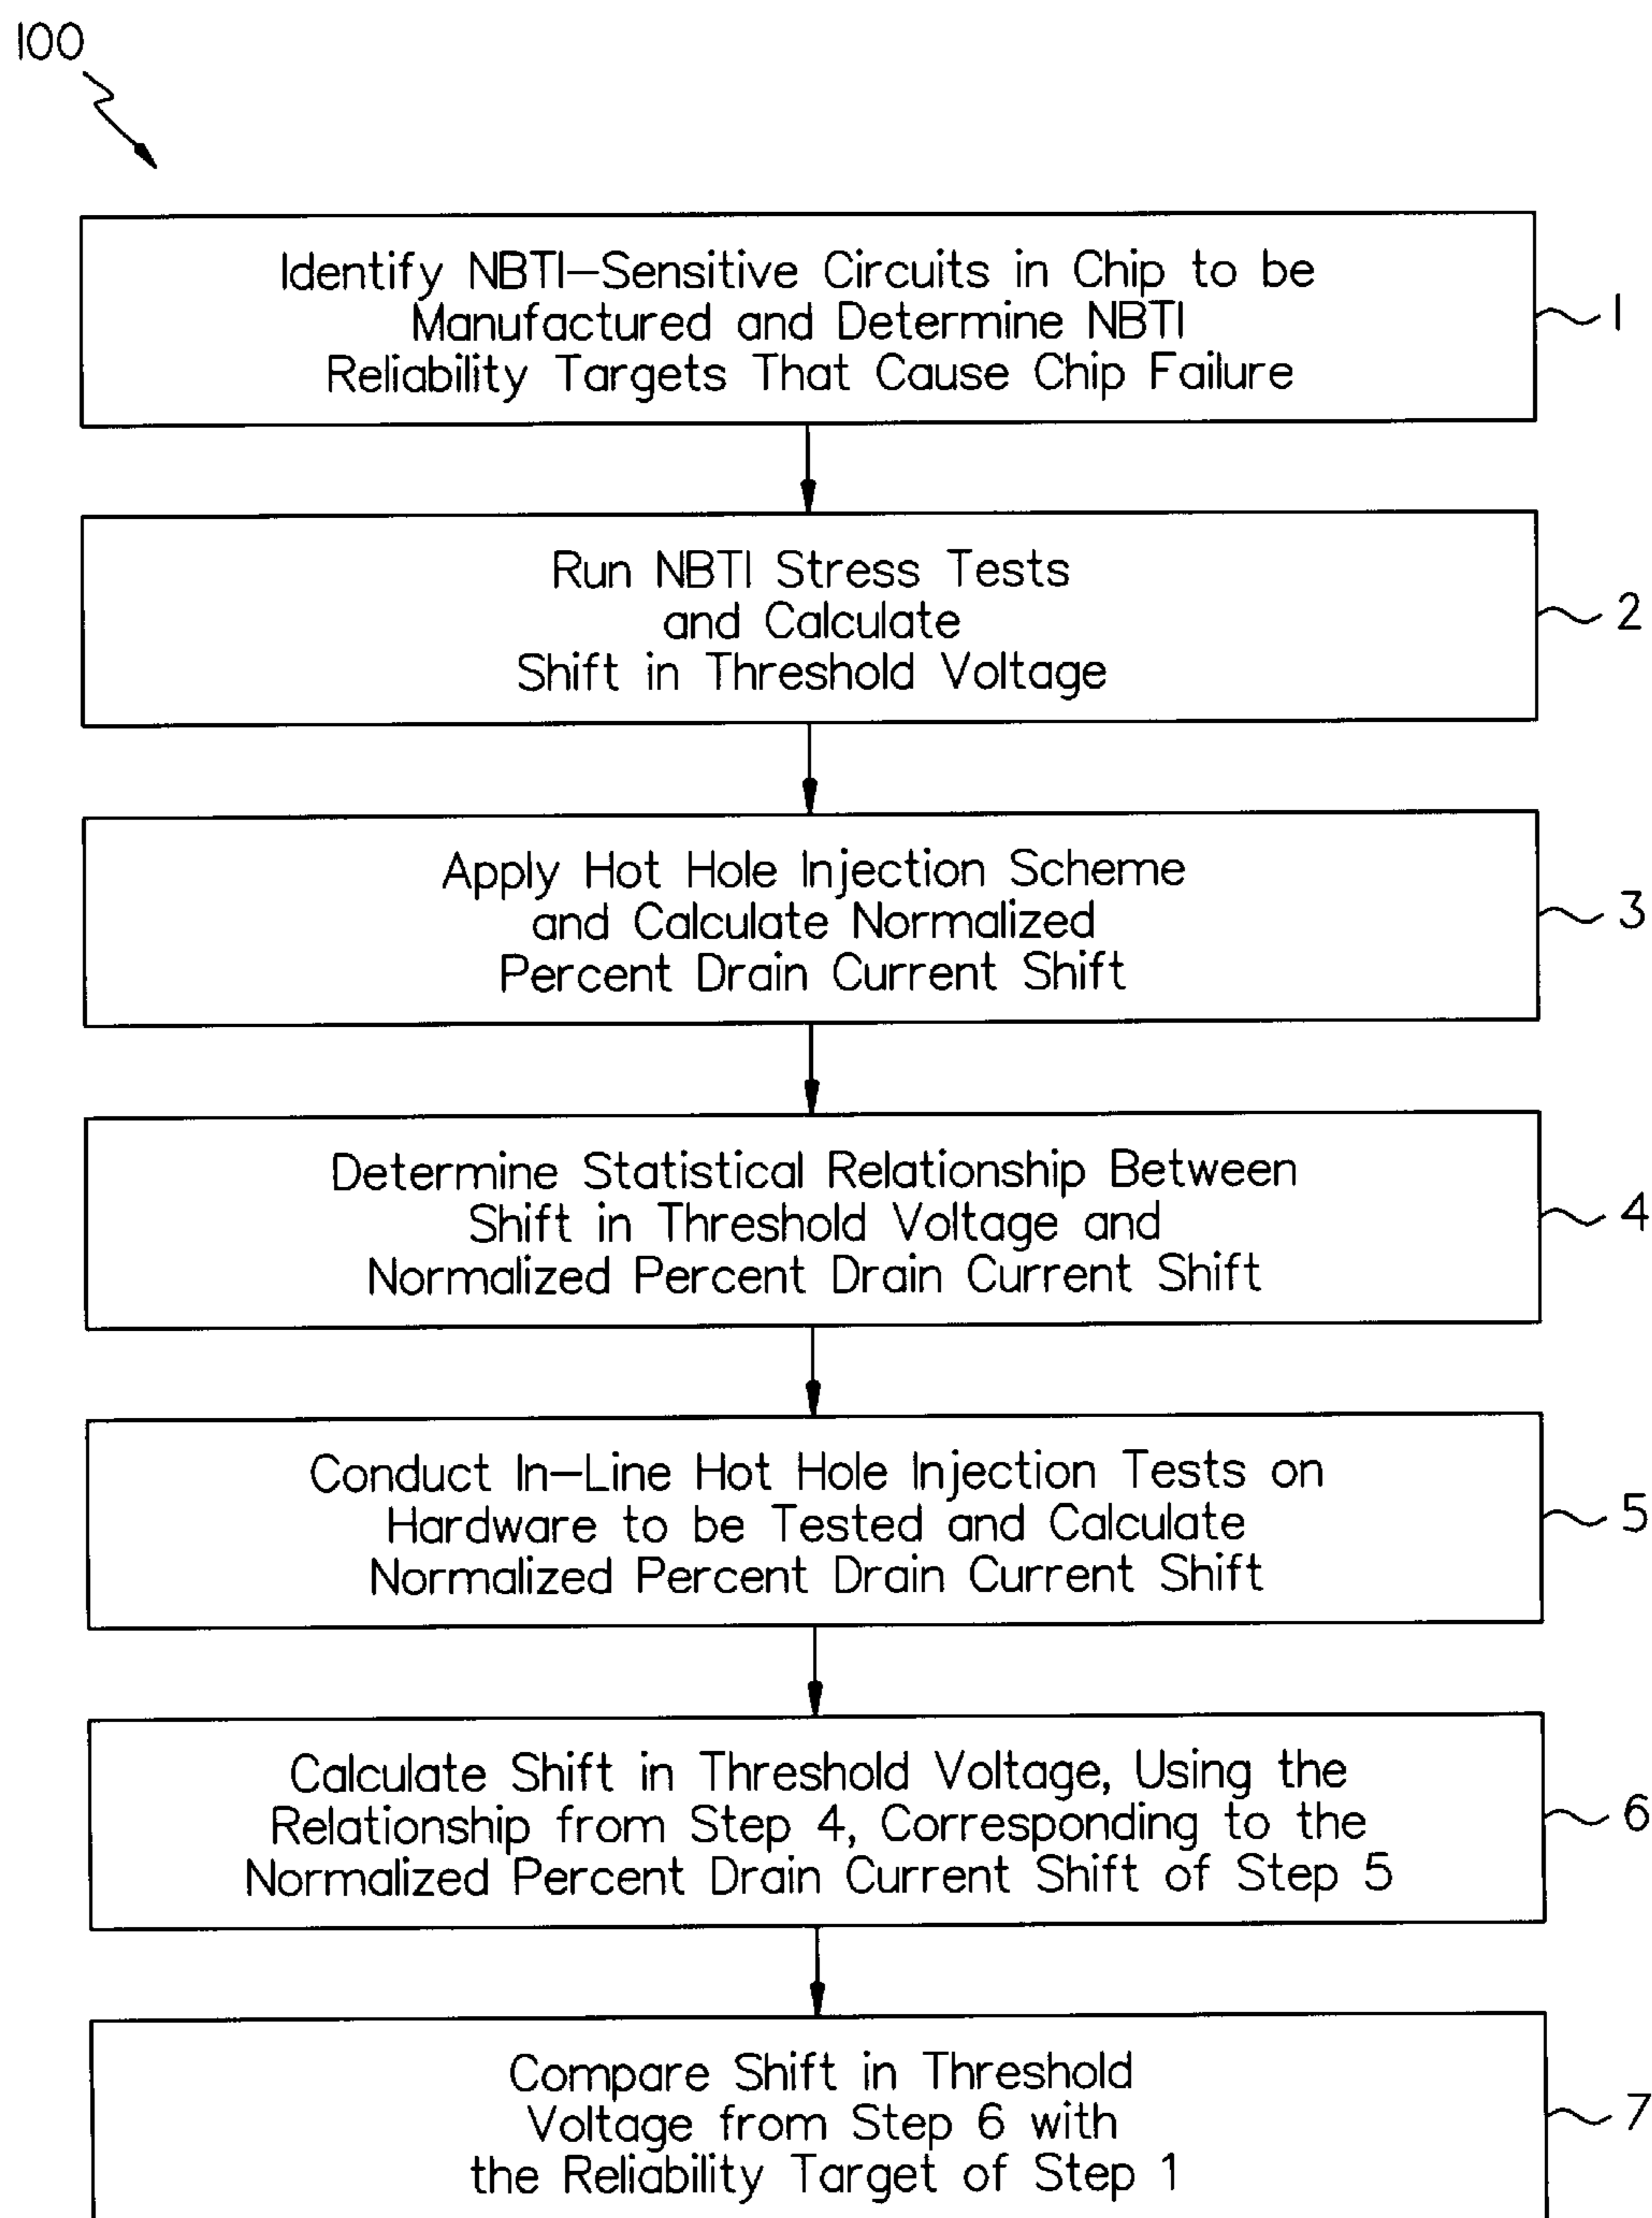 100
Identify NBTI-Sensitive Circuits in Chip to be
Manufactured and Determine NBTI
Reliability Targets That Cause Chip Failure
1
Run NBTI Stress Tests
and Calculate
Shift in Threshold Voltage
2
Apply Hot Hole Injection Scheme
and Calculate Normalized
Percent Drain Current Shift
3
Determine Statistical Relationship Between
Shift in Threshold Voltage and
Normalized Percent Drain Current Shift
4
Conduct In-Line Hot Hole Injection Tests on
Hardware to be Tested and Calculate
Normalized Percent Drain Current Shift
5
Calculate Shift in Threshold Voltage, Using the
Relationship from Step 4, Corresponding to the
Normalized Percent Drain Current Shift of Step 5
6
Compare Shift in Threshold
Voltage from Step 6 with
the Reliability Target of Step 1
7